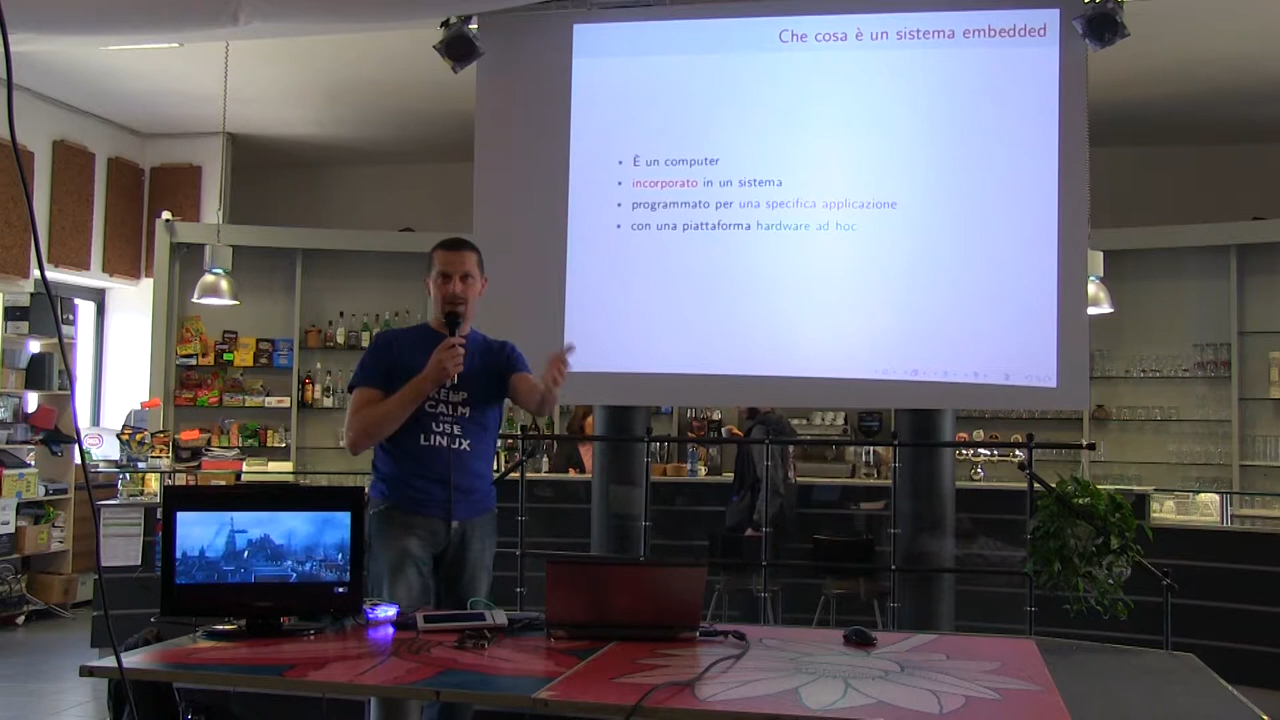 Che cosa è un sistema embedded
È un computer
incorporato in un sistema
programmato per una specifica applicazione
con una piattaforma hardware ad hoc
KEEP
CALM
AND
USE
LINUX